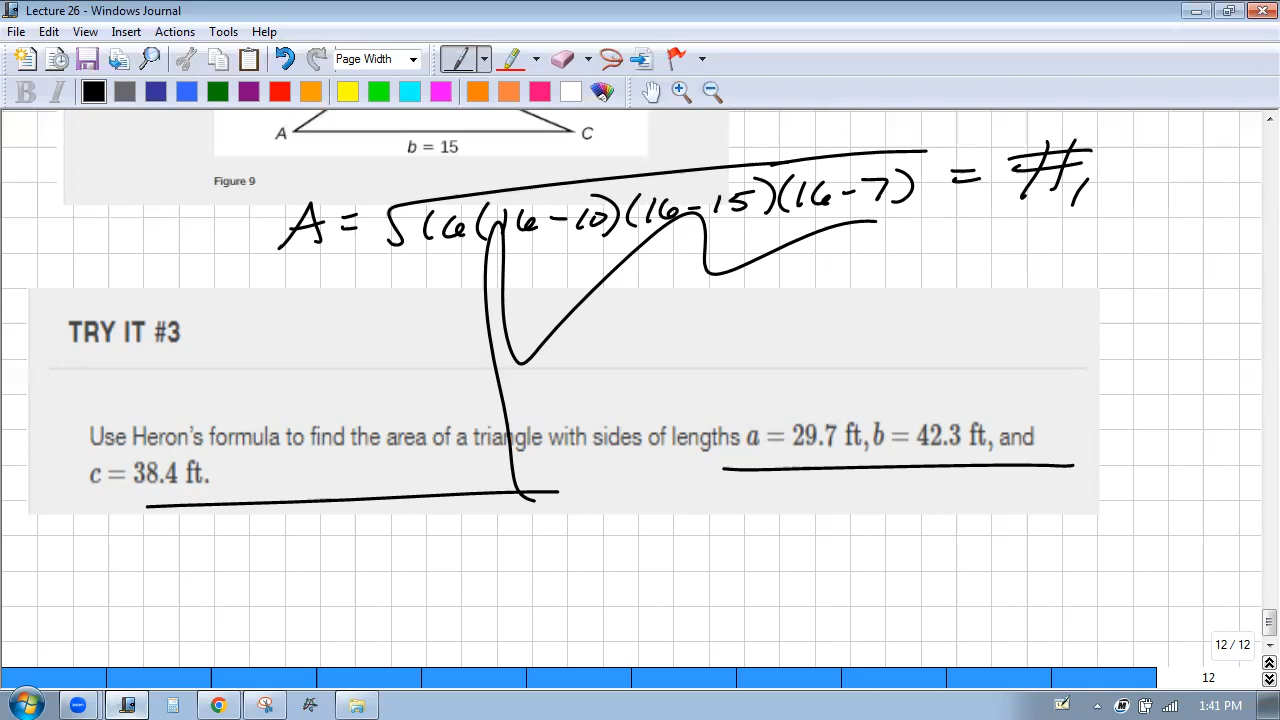 Lecture 26 - Windows Journal
File Edit View Insert Actions Tools Help
Page Width
B I
A C
b = 15
Figure 9
A = √16(16-10)(16-15)(16-7) = #,
TRY IT #3
Use Heron's formula to find the area of a triangle with sides of lengths a = 29.7 ft, b = 42.3 ft, and
c = 38.4 ft.
12 / 12
12
1:41 PM